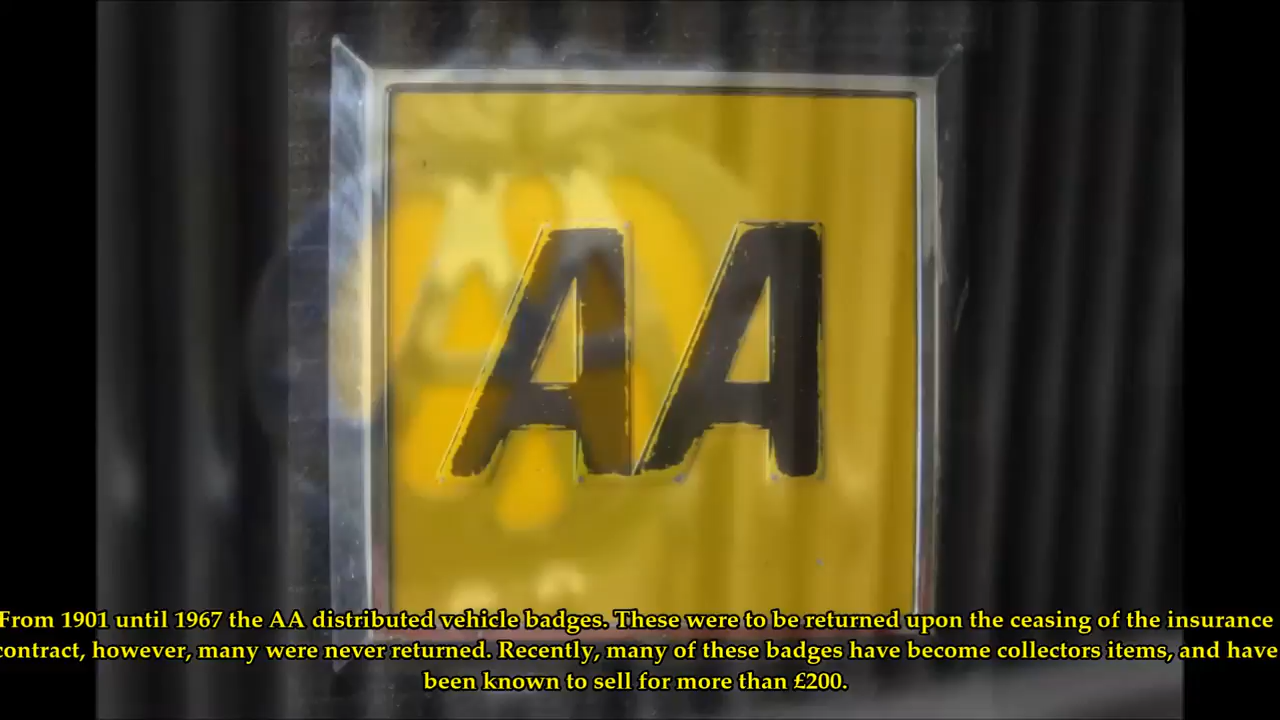 AA
From 1901 until 1967 the AA distributed vehicle badges. These were to be returned upon the ceasing of the insurance
contract, however, many were never returned. Recently, many of these badges have become collectors items, and have
been known to sell for more than £200.